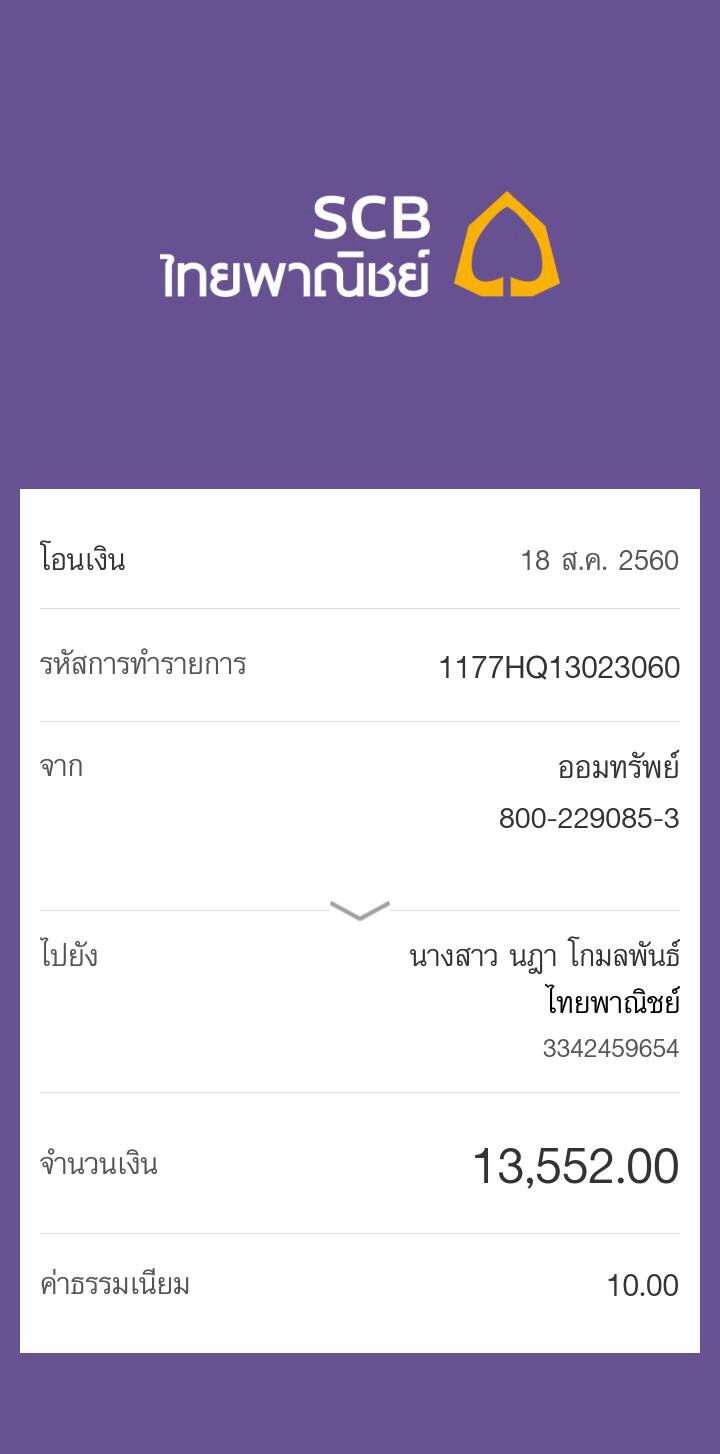 SCB
ไทยพาณิชย์
โอนเงิน 18 ส.ค. 2560
รหัสการทำรายการ 1177HQ13023060
จาก ออมทรัพย์
800-229085-3
ไปยัง นางสาว นฎา โกมลพันธ์
ไทยพาณิชย์
3342459654
จำนวนเงิน 13,552.00
ค่าธรรมเนียม 10.00